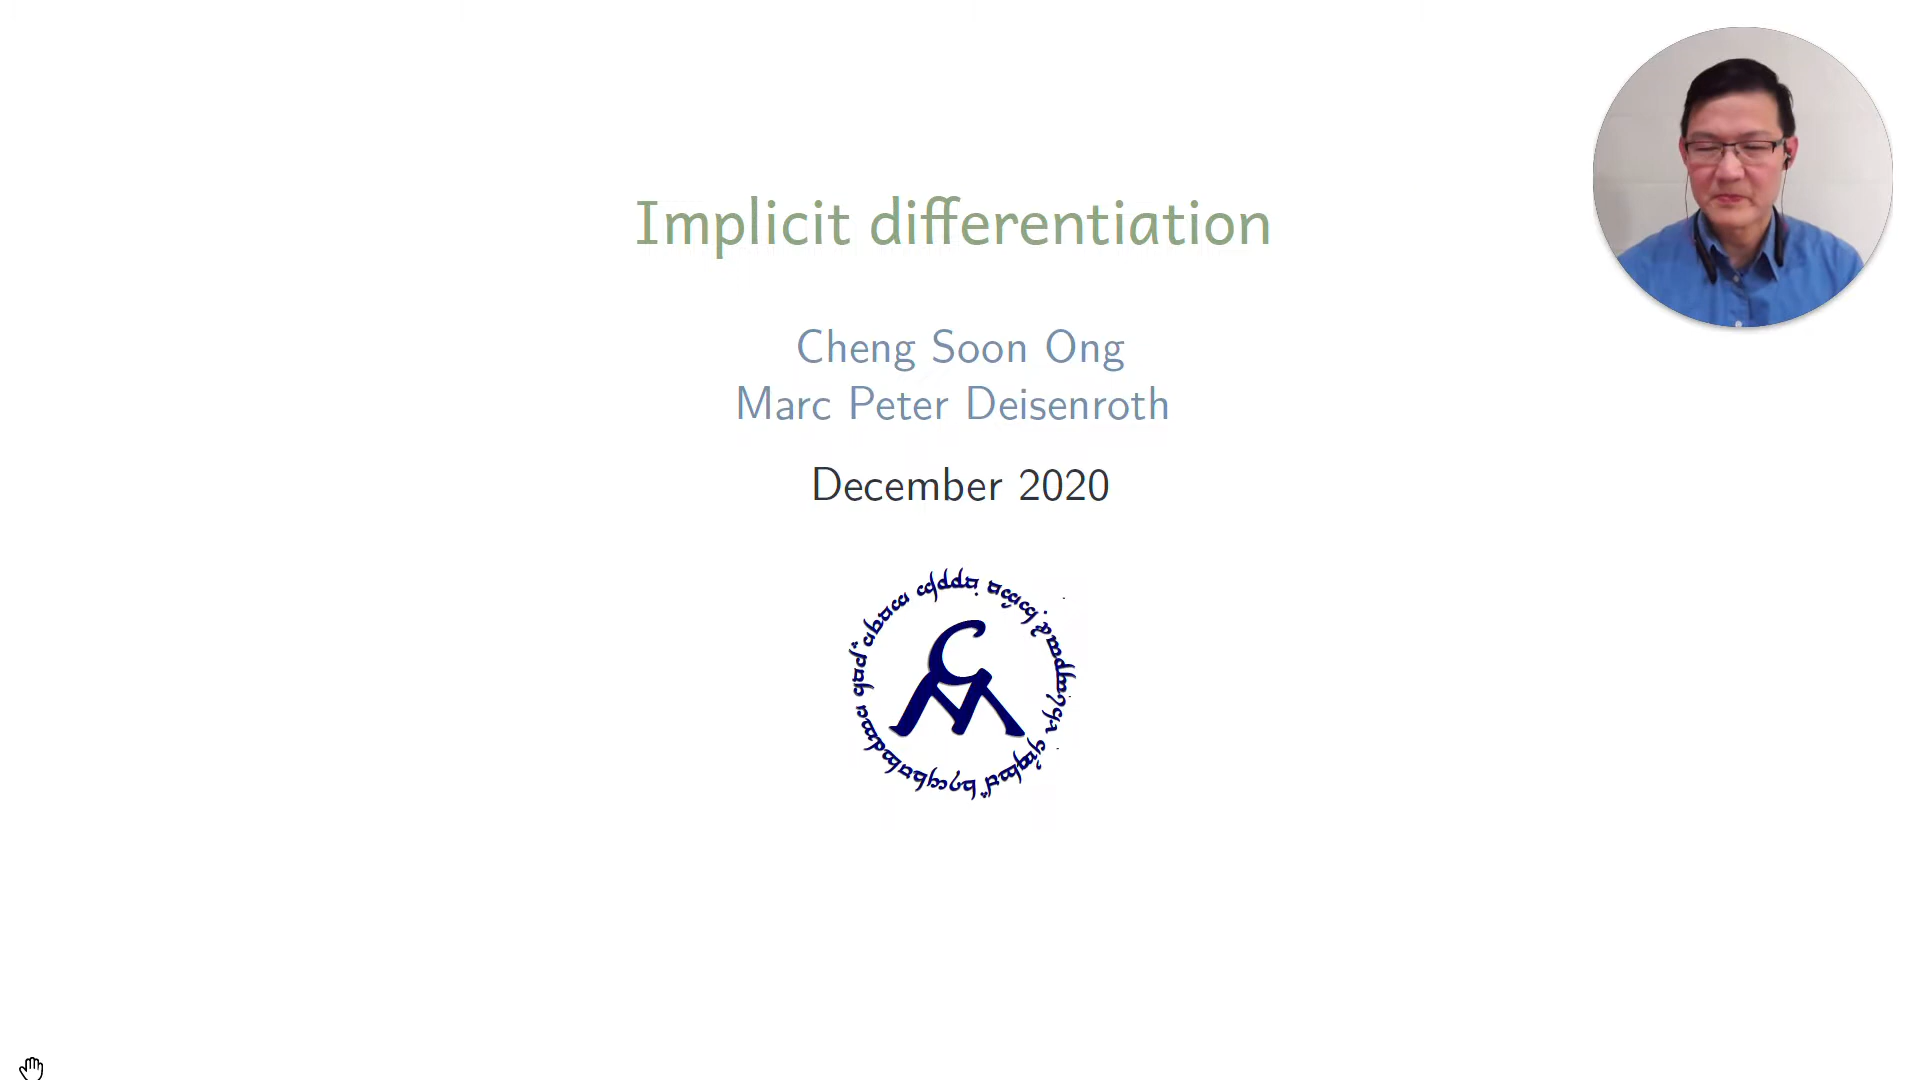 Implicit differentiation
Cheng Soon Ong
Marc Peter Deisenroth
December 2020